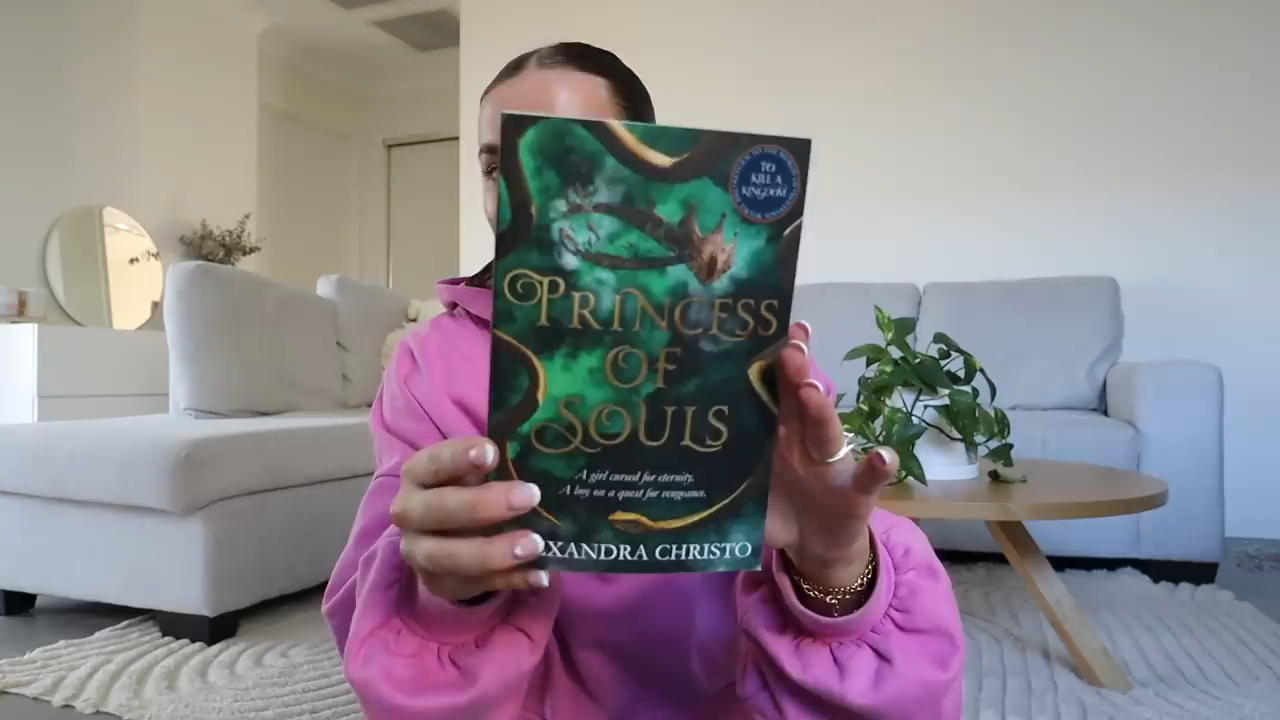 TO
KILL A
KINGDOM
PRINCESS
OF
SOULS
A girl cursed for eternity.
A boy on a quest for vengeance.
XANDRA CHRISTO